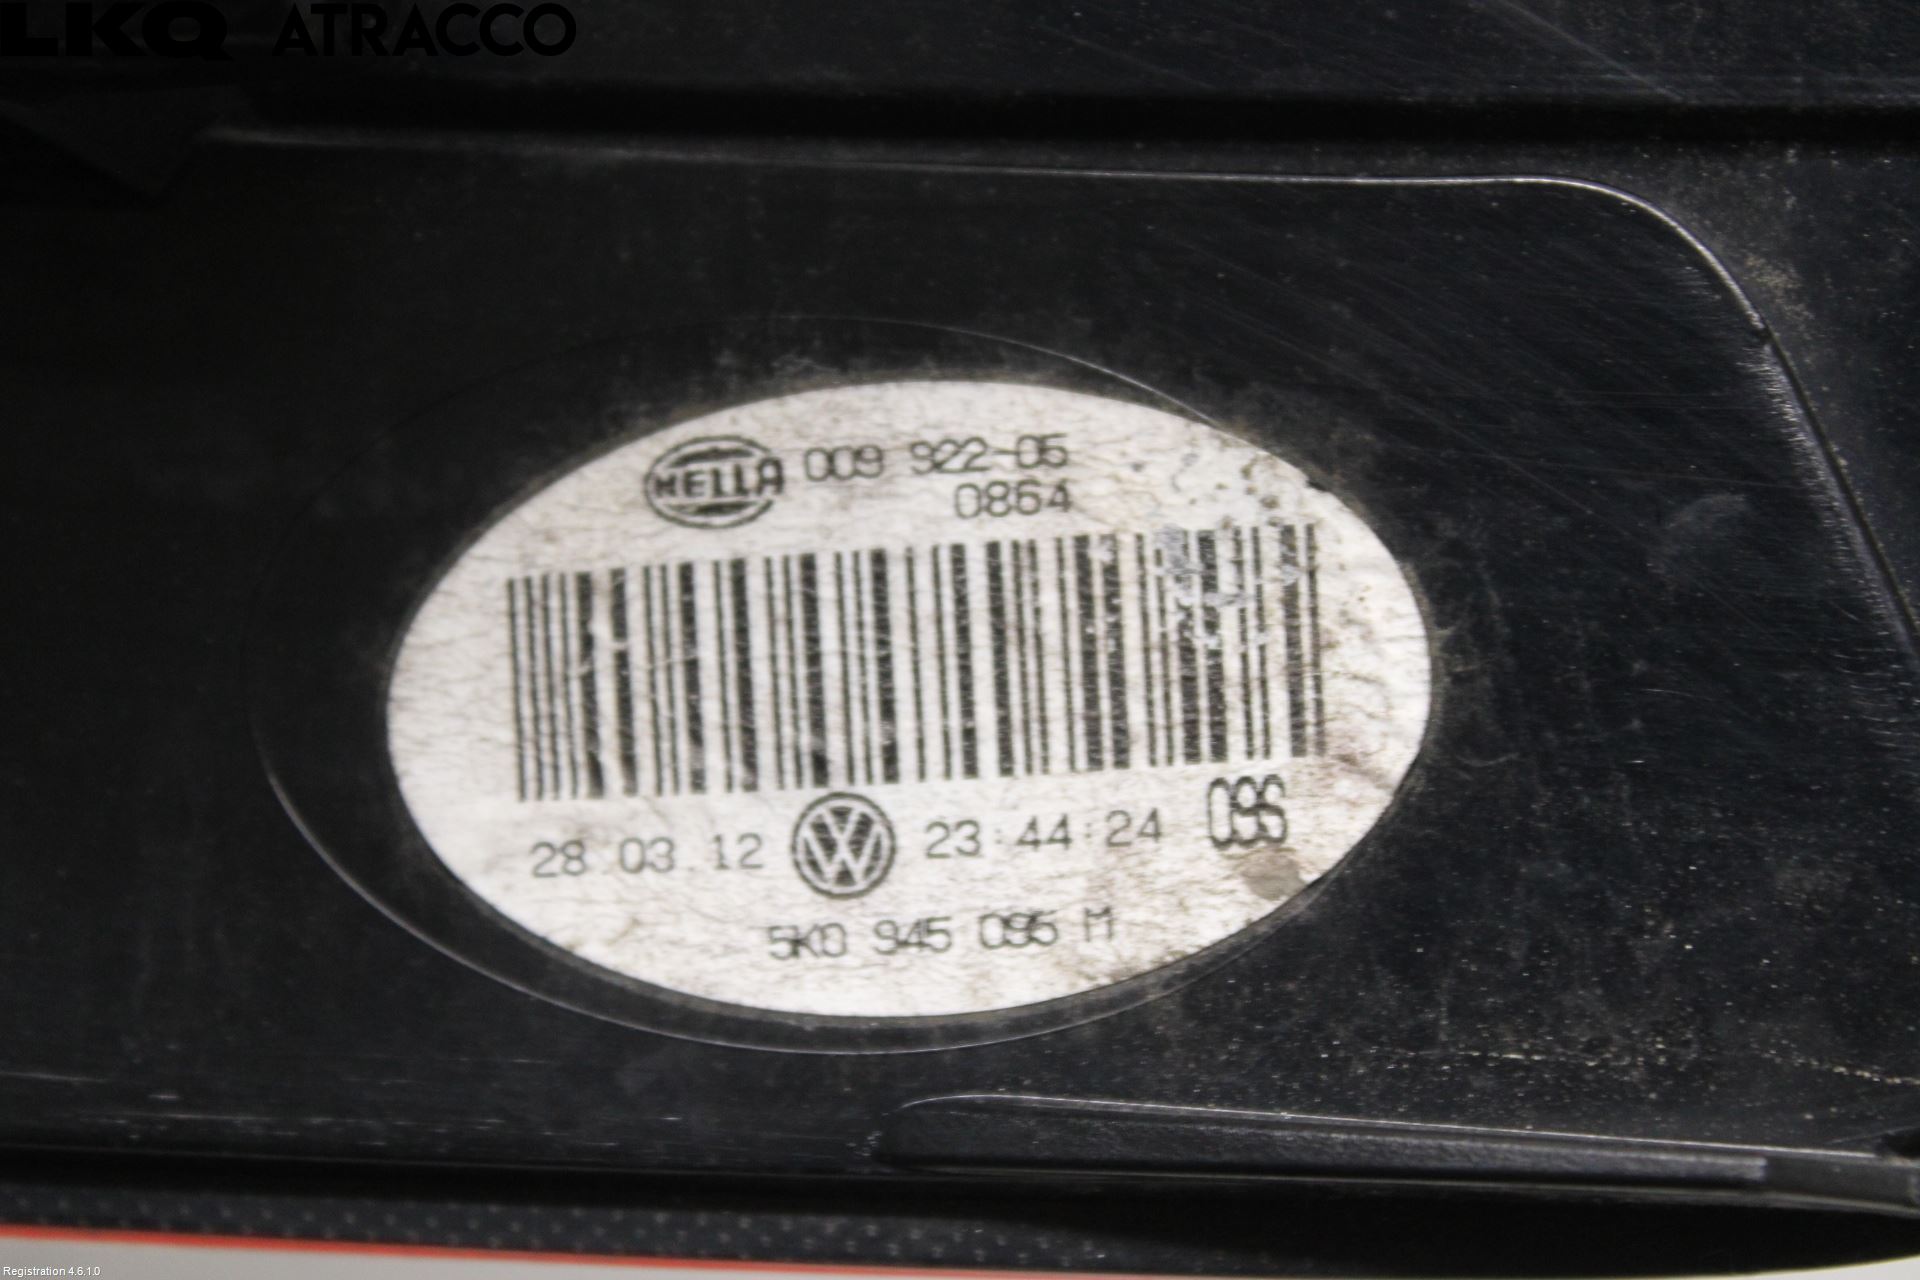 LKQ ATRACCO
HELLA 009 922-05
0864
28.03.12 23:44:24 09S
5K0 945 095 M
Registration 4.6.1.0